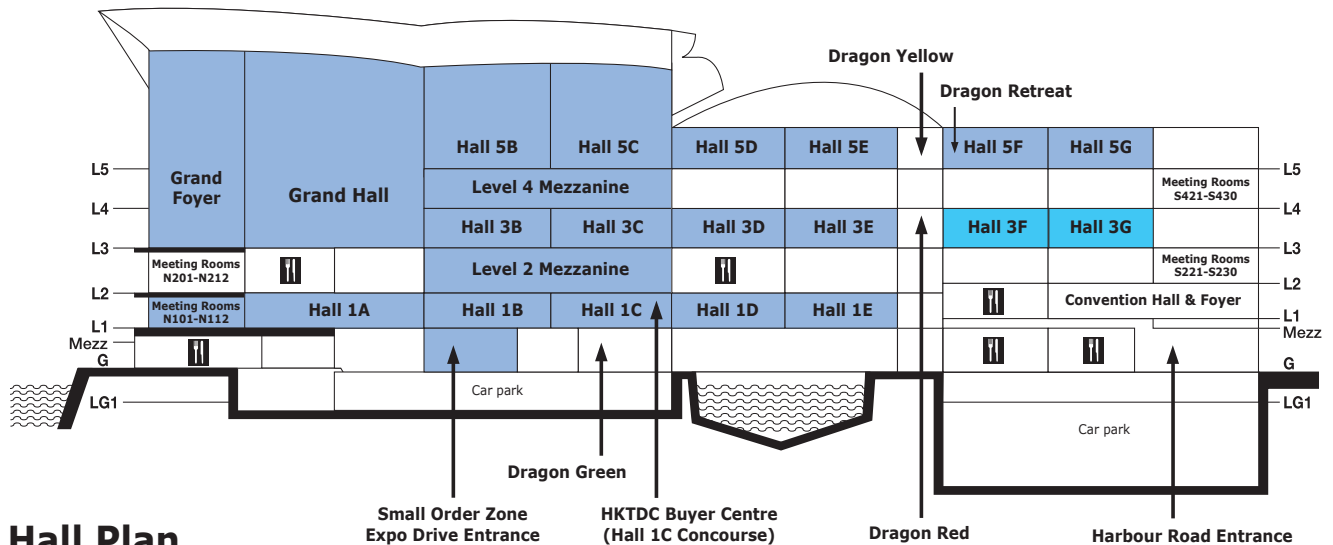 Dragon Yellow
Dragon Retreat
Hall 5B
Hall 5C
Hall 5D
Hall 5E
Hall 5F
Hall 5G
L5
L5
Grand
Foyer
Grand Hall
Level 4 Mezzanine
Meeting Rooms
S421-S430
L4
L4
Hall 3B
Hall 3C
Hall 3D
Hall 3E
Hall 3F
Hall 3G
L3
L3
Meeting Rooms
N201-N212
Level 2 Mezzanine
Meeting Rooms
S221-S230
L2
L2
Meeting Rooms
N101-N112
Hall 1A
Hall 1B
Hall 1C
Hall 1D
Hall 1E
Convention Hall & Foyer
L1
L1
Mezz
Mezz
G
G
Car park
LG1
LG1
Car park
Dragon Green
Small Order Zone
Expo Drive Entrance
HKTDC Buyer Centre
(Hall 1C Concourse)
Dragon Red
Harbour Road Entrance
Hall Plan